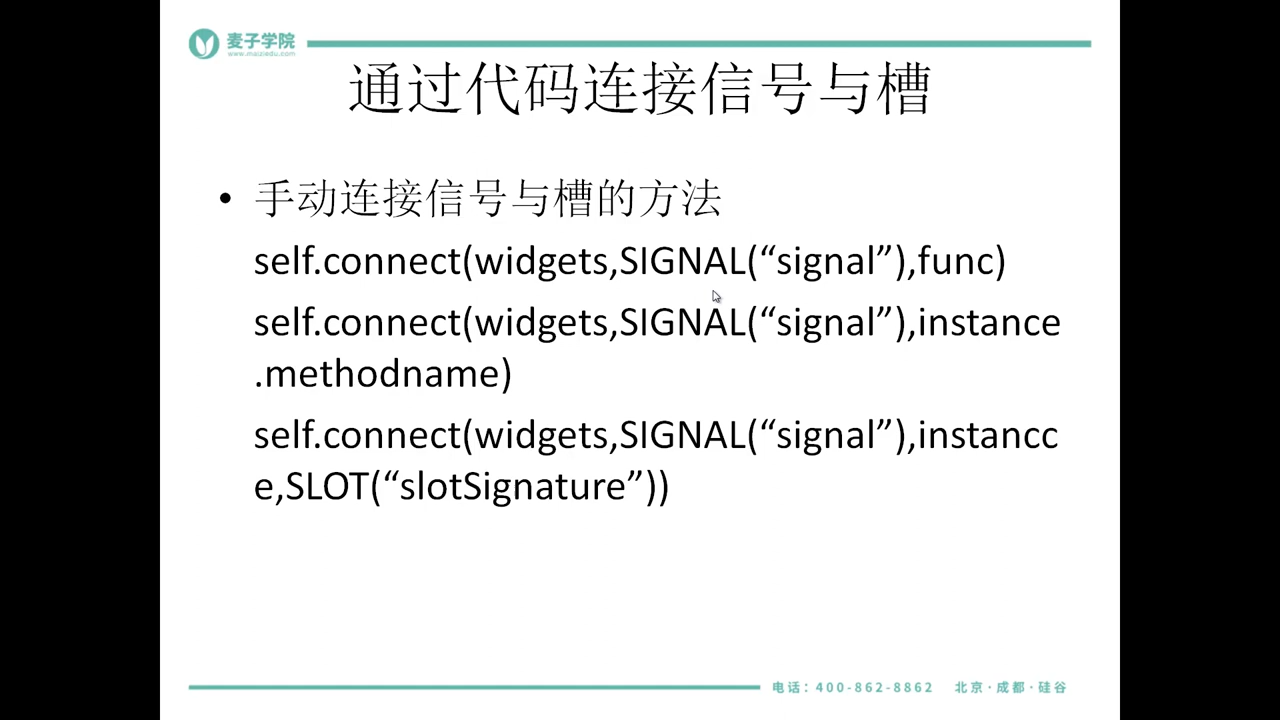 麦子学院
www.maiziedu.com
通过代码连接信号与槽
• 手动连接信号与槽的方法
self.connect(widgets,SIGNAL(“signal”),func)
self.connect(widgets,SIGNAL(“signal”),instance
.methodname)
self.connect(widgets,SIGNAL(“signal”),instancc
e,SLOT(“slotSignature”))
电话：400-862-8862 北京·成都·硅谷